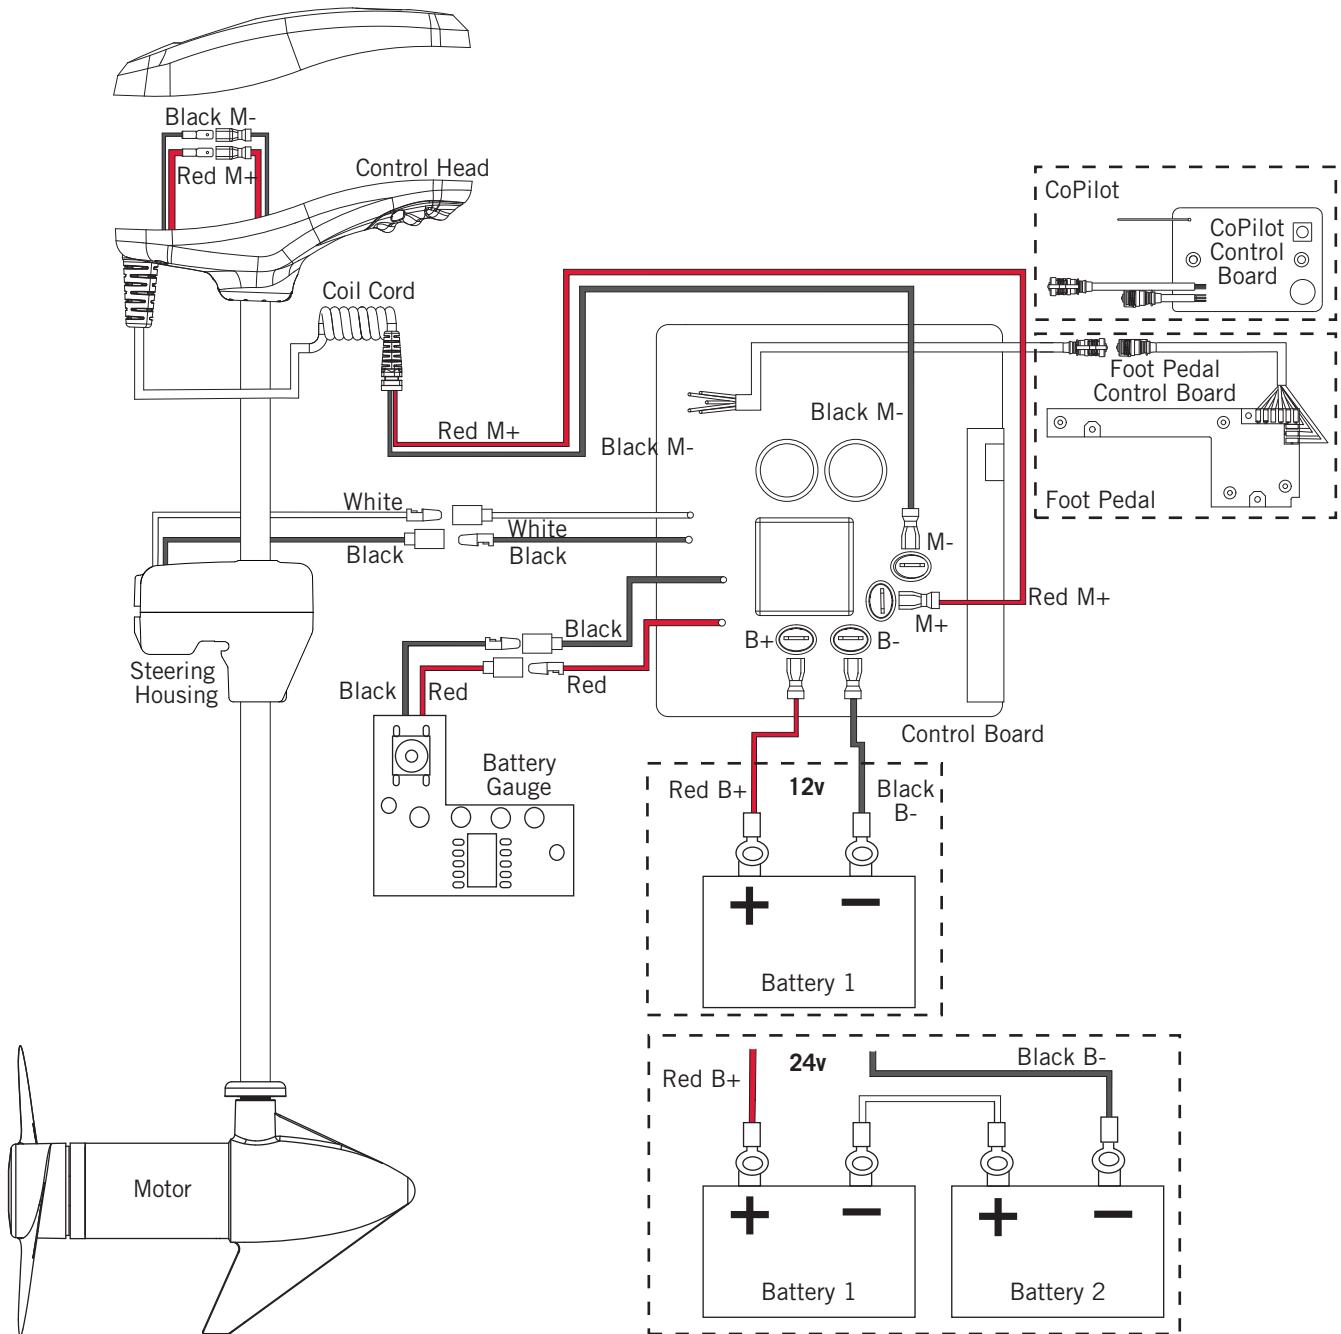 Black M-
Red M+
Control Head
CoPilot
CoPilot
Control
Board
Coil Cord
Foot Pedal
Control Board
Black M-
Red M+
Black M-
Foot Pedal
White
White
Black
Black
M-
Red M+
M+
B+
B-
Black
Steering
Housing
Black
Red
Red
Control Board
Battery
Gauge
Red B+
12v
Black
B-
+
−
Battery 1
24v
Black B-
Red B+
Motor
+
−
+
−
Battery 1
Battery 2